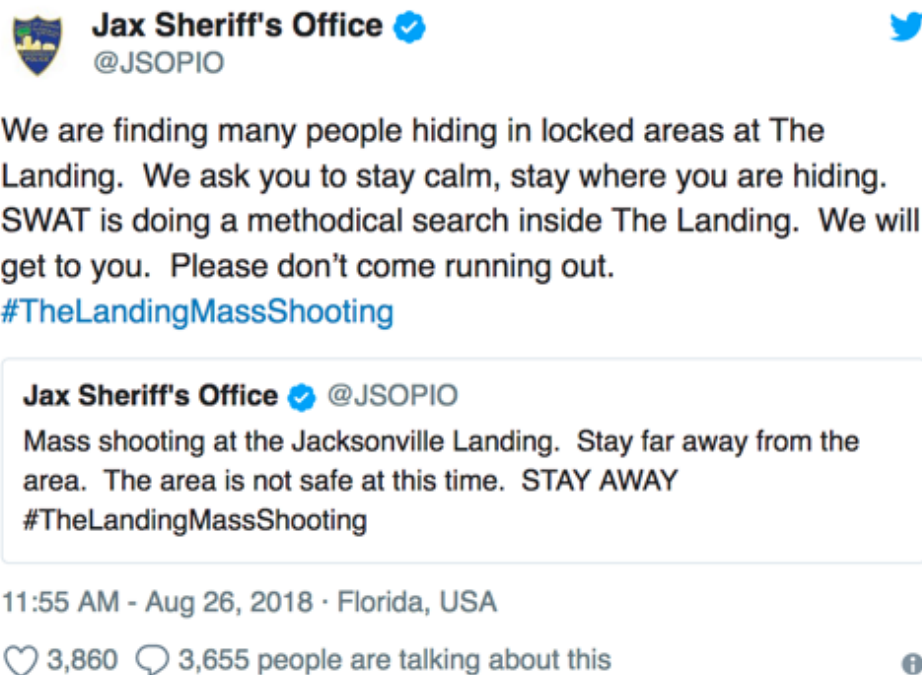 Jax Sheriff's Office
@JSOPIO
We are finding many people hiding in locked areas at The
Landing.  We ask you to stay calm, stay where you are hiding.
SWAT is doing a methodical search inside The Landing.  We will
get to you.  Please don’t come running out.
#TheLandingMassShooting
Jax Sheriff's Office @JSOPIO
Mass shooting at the Jacksonville Landing.  Stay far away from the
area.  The area is not safe at this time.  STAY AWAY
#TheLandingMassShooting
11:55 AM - Aug 26, 2018 · Florida, USA
3,860 3,655 people are talking about this